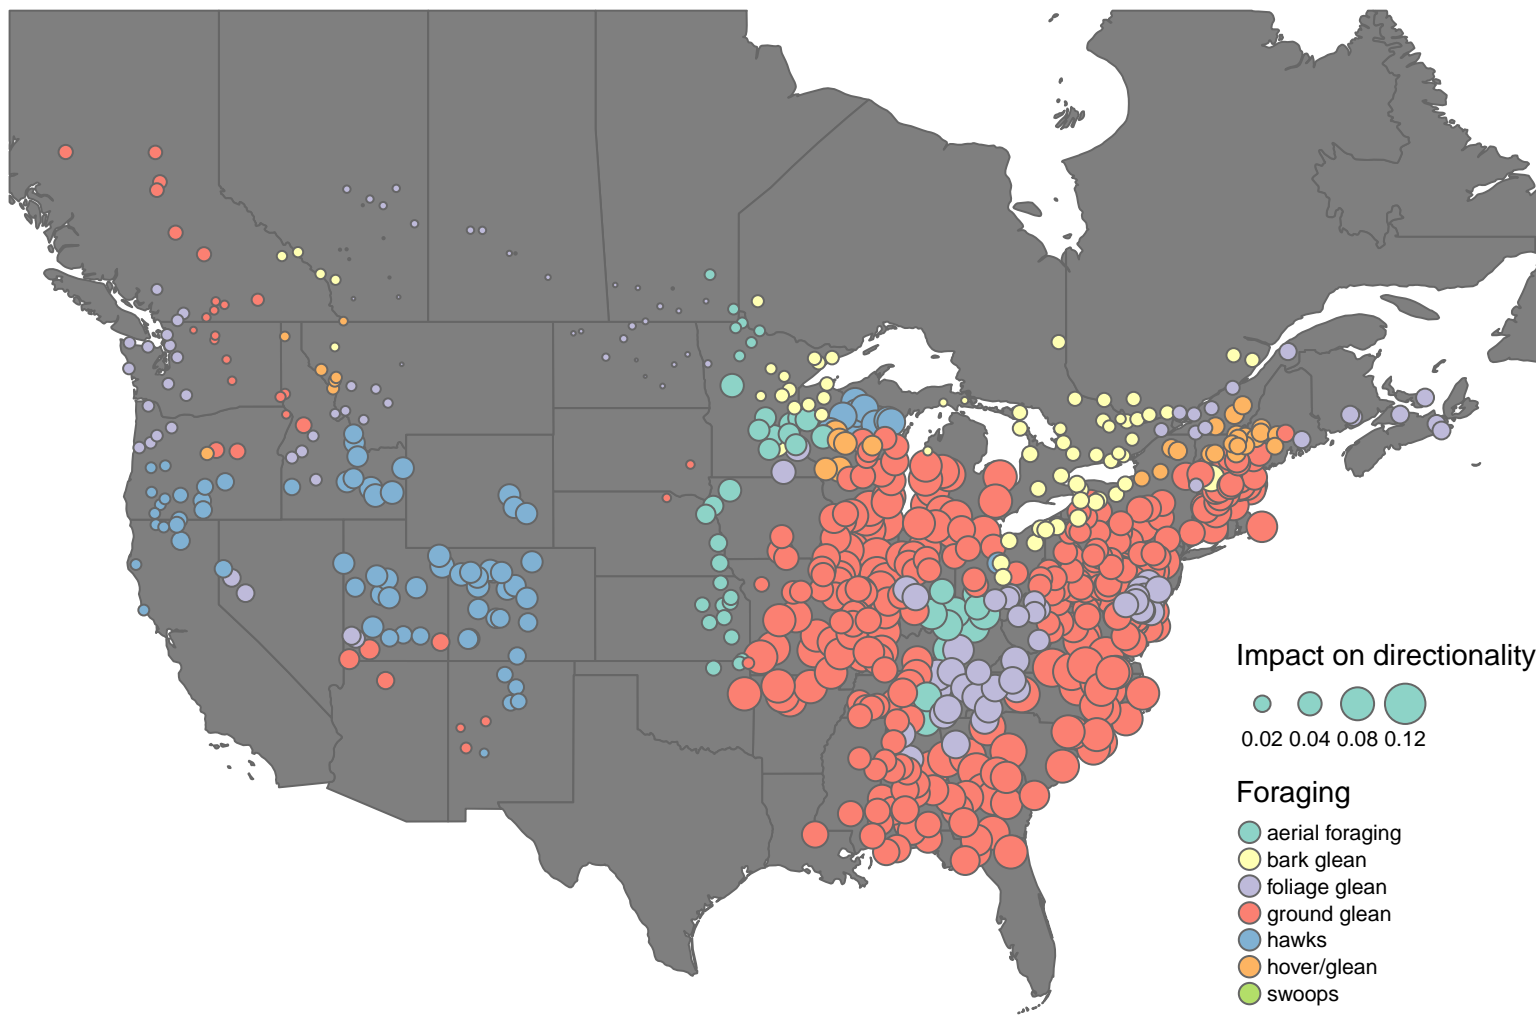 Impact on directionality
0.02 0.04 0.08 0.12
Foraging
aerial foraging
bark glean
foliage glean
ground glean
hawks
hover/glean
swoops